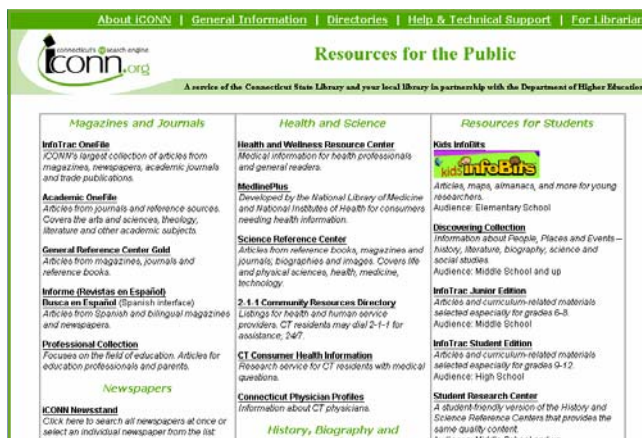 About iCONN | General Information | Directories | Help & Technical Support | For Librarian
connecticut's research engine
iconn.org
Resources for the Public
A service of the Connecticut State Library and your local library in partnership with the Department of Higher Education
Magazines and Journals
InfoTrac OneFile
iCONN's largest collection of articles from
magazines, newspapers, academic journals
and trade publications.
Academic OneFile
Articles from journals and reference sources.
Covers the arts and sciences, theology,
literature and other academic subjects.
General Reference Center Gold
Articles from magazines, journals and
reference books.
Informe (Revistas en Español)
Busca en Español (Spanish interface)
Articles from Spanish and bilingual magazines
and newspapers.
Professional Collection
Focuses on the field of education. Articles for
education professionals and parents.
Newspapers
iCONN Newsstand
Click here to search all newspapers at once or
select an individual newspaper from the list
Health and Science
Health and Wellness Resource Center
Medical information for health professionals
and general readers.
MedlinePlus
Developed by the National Library of Medicine
and National Institutes of Health for consumers
needing health information.
Science Reference Center
Articles from reference books, magazines and
journals; biographies and images. Covers life
and physical sciences, health, medicine,
technology.
2-1-1 Community Resources Directory
Listings for health and human service
providers. CT residents may dial 2-1-1 for
assistance, 24/7.
CT Consumer Health Information
Research service for CT residents with medical
questions.
Connecticut Physician Profiles
Information about CT physicians.
History, Biography and
Resources for Students
Kids InfoBits
kids infoBits
Articles, maps, almanacs, and more for young
researchers.
Audience: Elementary School
Discovering Collection
Information about People, Places and Events--
history, literature, biography, science and
social studies.
Audience: Middle School and up
InfoTrac Junior Edition
Articles and curriculum-related materials
selected especially for grades 6-8.
Audience: Middle School
InfoTrac Student Edition
Articles and curriculum-related materials
selected especially for grades 9-12.
Audience: High School
Student Research Center
A student-friendly version of the History and
Science Reference Centers that provides the
same quality content.